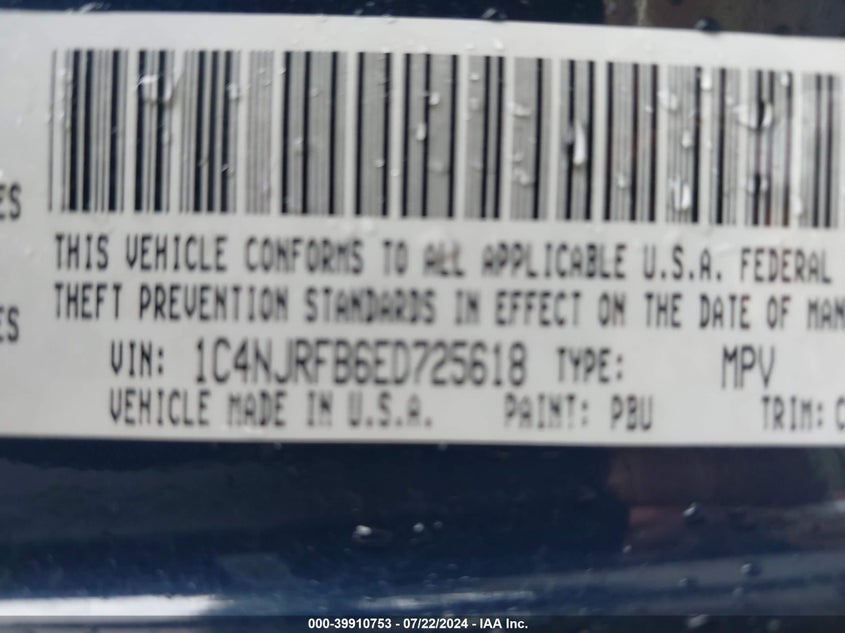 ES
THIS VEHICLE CONFORMS TO ALL APPLICABLE U.S.A. FEDERAL
THEFT PREVENTION STANDARDS IN EFFECT ON THE DATE OF MAN
ES
VIN: 1C4NJRFB6ED725618 TYPE: MPV
VEHICLE MADE IN U.S.A. PAINT: PBU TRIM: C
000-39910753 - 07/22/2024 - IAA Inc.